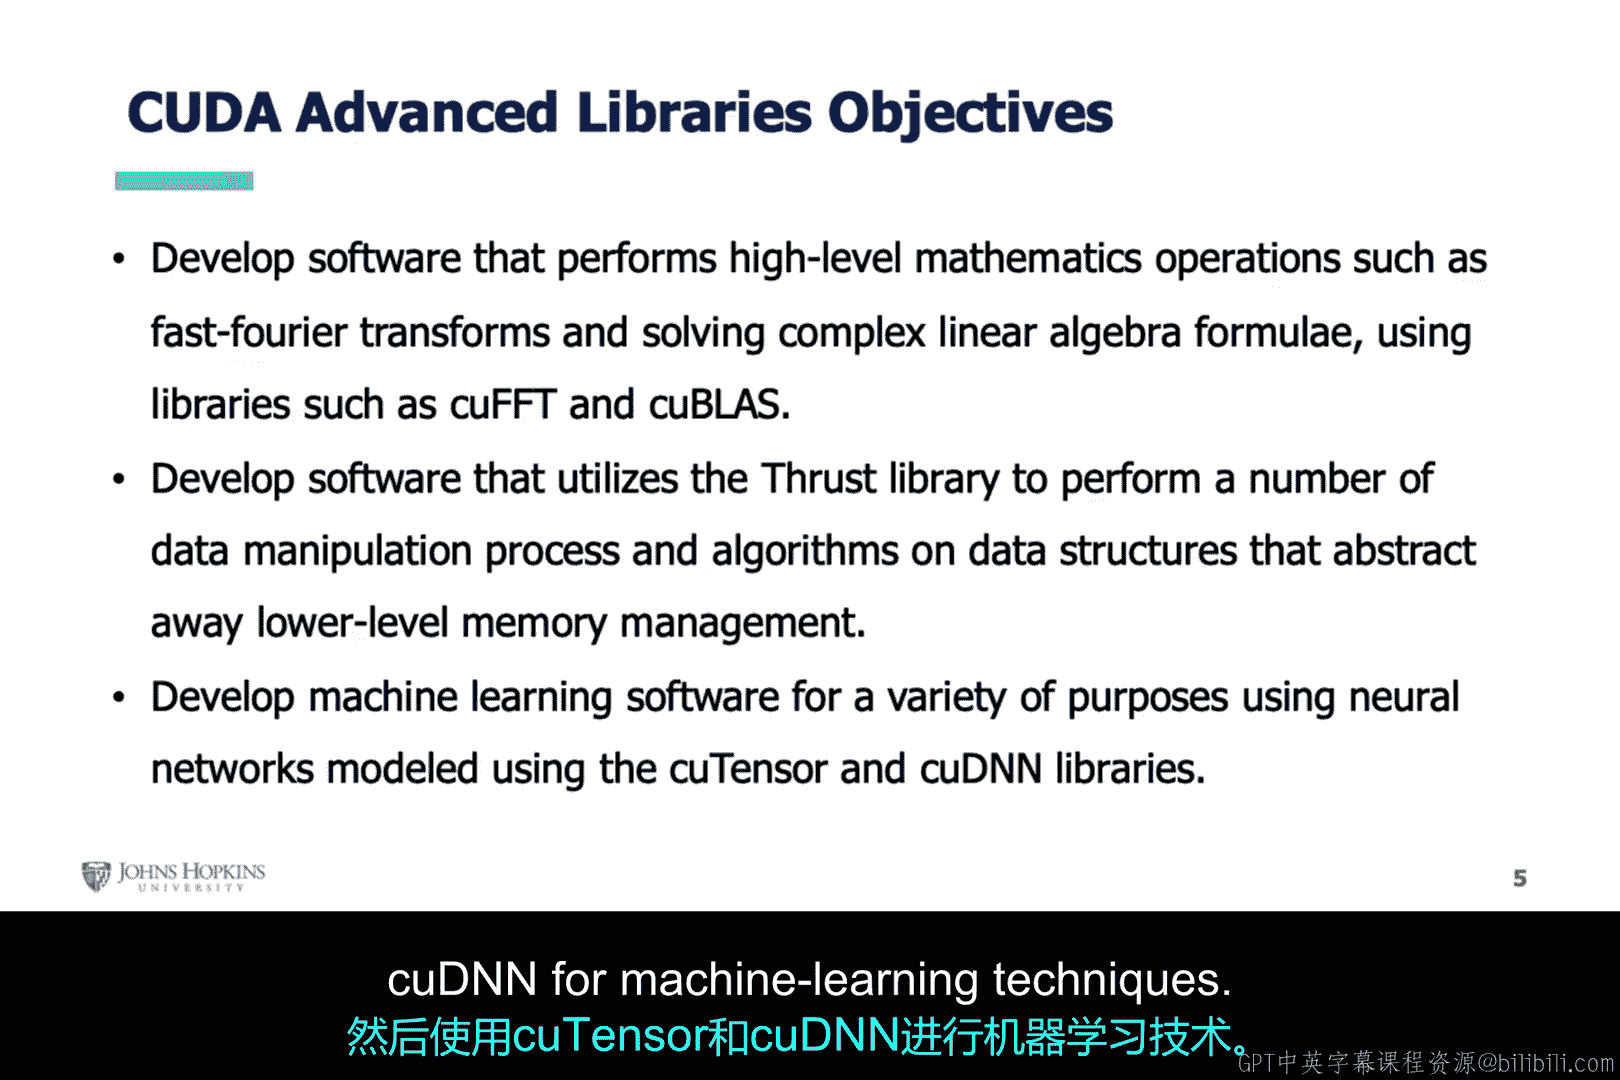 CUDA Advanced Libraries Objectives
• Develop software that performs high-level mathematics operations such as
fast-fourier transforms and solving complex linear algebra formulae, using
libraries such as cuFFT and cuBLAS.
• Develop software that utilizes the Thrust library to perform a number of
data manipulation process and algorithms on data structures that abstract
away lower-level memory management.
• Develop machine learning software for a variety of purposes using neural
networks modeled using the cuTensor and cuDNN libraries.
JOHNS HOPKINS
UNIVERSITY
5
cuDNN for machine-learning techniques.
然后使用cuTensor和cuDNN进行机器学习技术。
GPT中英字幕课程资源@bilibili.com